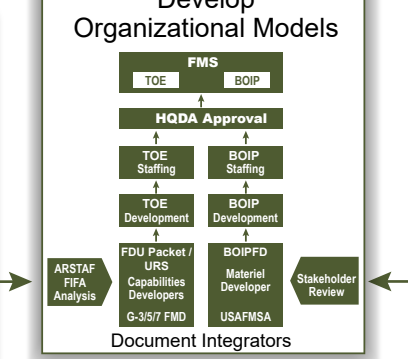 Develop
Organizational Models
FMS
TOE
BOIP
HQDA Approval
TOE
Staffing
BOIP
Staffing
TOE
Development
BOIP
Development
ARSTAF
FIFA
Analysis
FDU Packet /
URS
Capabilities
Developers
G-3/5/7 FMD
BOIPFD
Materiel
Developer
USAFMSA
Stakeholder
Review
Document Integrators